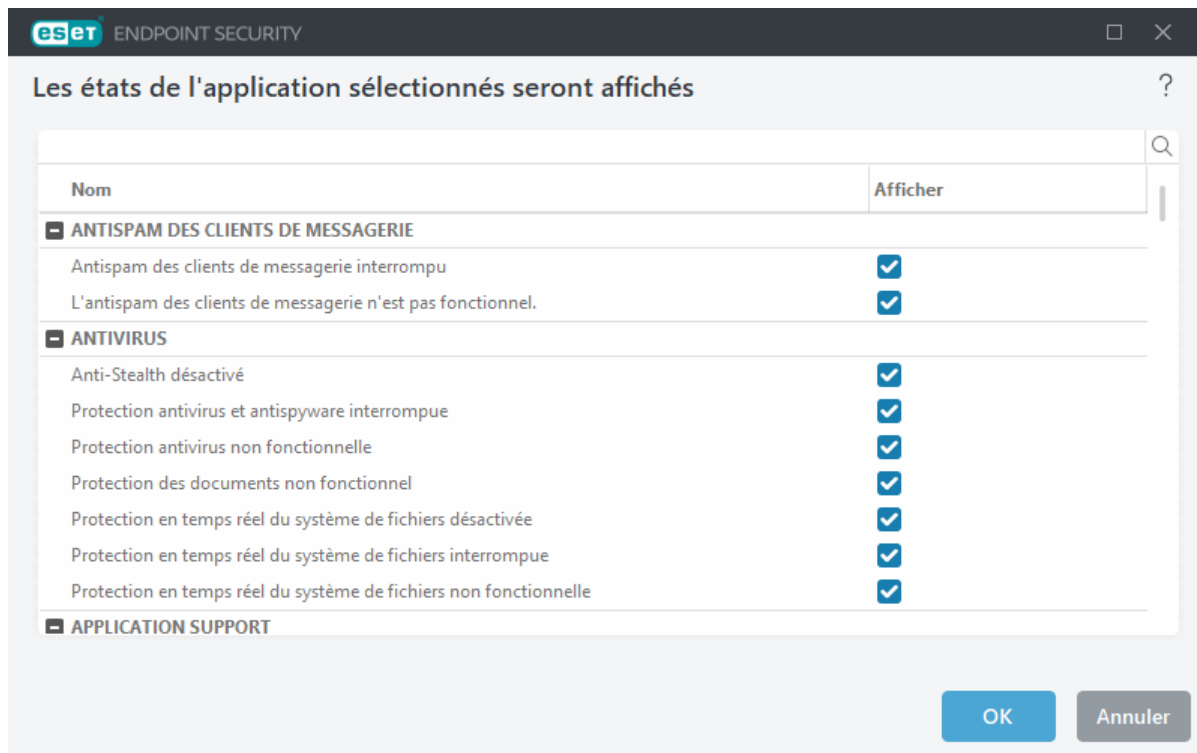 eset ENDPOINT SECURITY
Les états de l'application sélectionnés seront affichés
?
Nom Afficher
ANTISPAM DES CLIENTS DE MESSAGERIE
Antispam des clients de messagerie interrompu
L'antispam des clients de messagerie n'est pas fonctionnel.
ANTIVIRUS
Anti-Stealth désactivé
Protection antivirus et antispyware interrompue
Protection antivirus non fonctionnelle
Protection des documents non fonctionnel
Protection en temps réel du système de fichiers désactivée
Protection en temps réel du système de fichiers interrompue
Protection en temps réel du système de fichiers non fonctionnelle
APPLICATION SUPPORT
OK Annuler